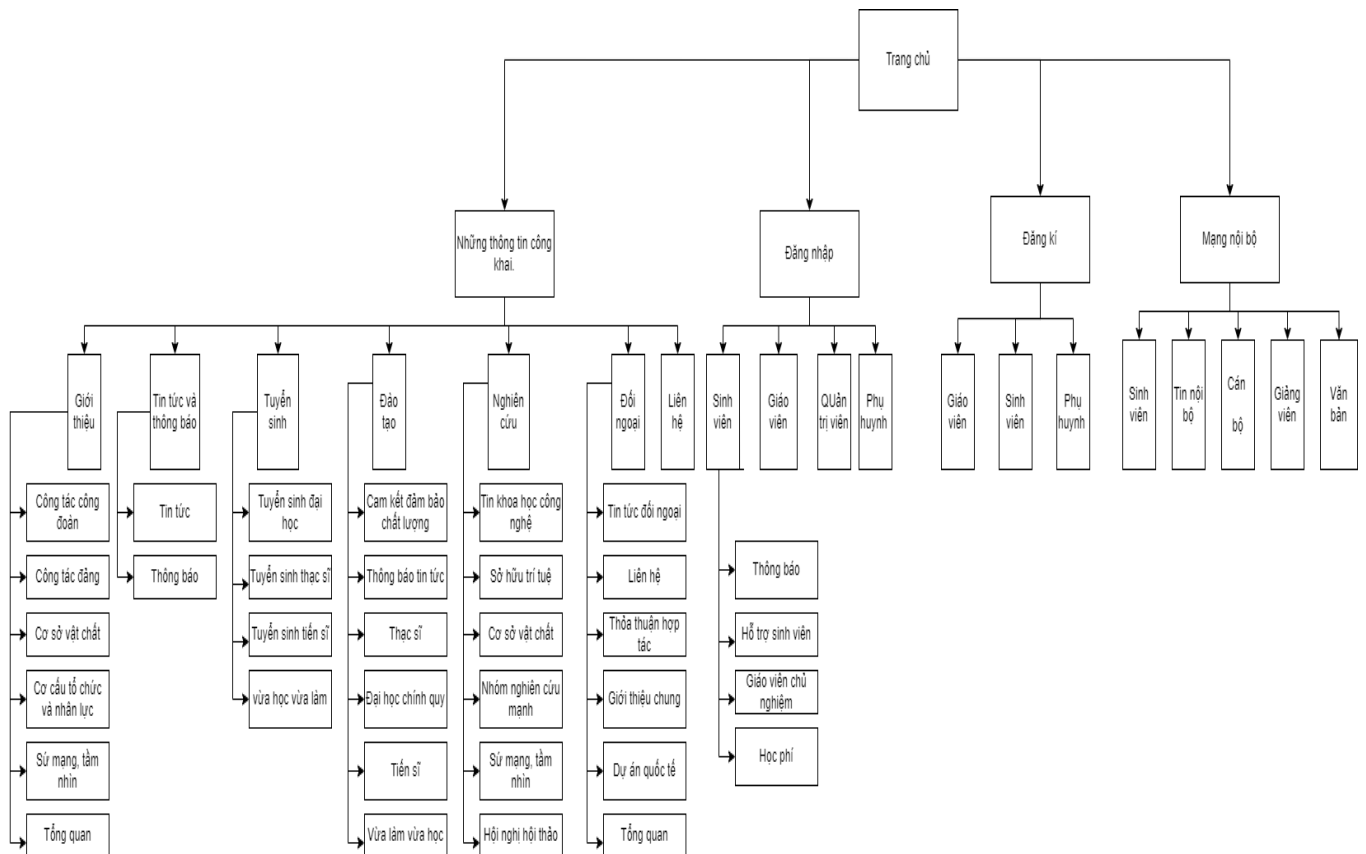 Trang chủ
Những thông tin công
khai.
Đăng nhập
Đăng kí
Mạng nội bộ
Giới
thiệu
Tin tức và
thông báo
Tuyển
sinh
Đào
tạo
Nghiên
cứu
Đối
ngoại
Liên
hệ
Sinh
viên
Giáo
viên
QUản
trị viên
Phụ
huynh
Giáo
viên
Sinh
viên
Phụ
huynh
Sinh
viên
Tin nội
bộ
Cán
bộ
Giảng
viên
Văn
bản
Công tác công
đoàn
Công tác đảng
Cơ sở vật chất
Cơ cấu tổ chức
và nhân lực
Sứ mạng, tầm
nhìn
Tổng quan
Tin tức
Thông báo
Tuyển sinh đại
học
Tuyển sinh thạc sĩ
Tuyển sinh tiến sĩ
vừa học vừa làm
Cam kết đảm bảo
chất lượng
Thông báo tin tức
Thạc sĩ
Đại học chính quy
Tiến sĩ
Vừa làm vừa học
Tin khoa học công
nghệ
Sở hữu trí tuệ
Cơ sở vật chất
Nhóm nghiên cứu
mạnh
Sứ mạng, tầm
nhìn
Hội nghị hội thảo
Tin tức đối ngoại
Liên hệ
Thỏa thuận hợp
tác
Giới thiệu chung
Dự án quốc tế
Tổng quan
Thông báo
Hỗ trợ sinh viên
Giáo viên chủ
nghiệm
Học phí